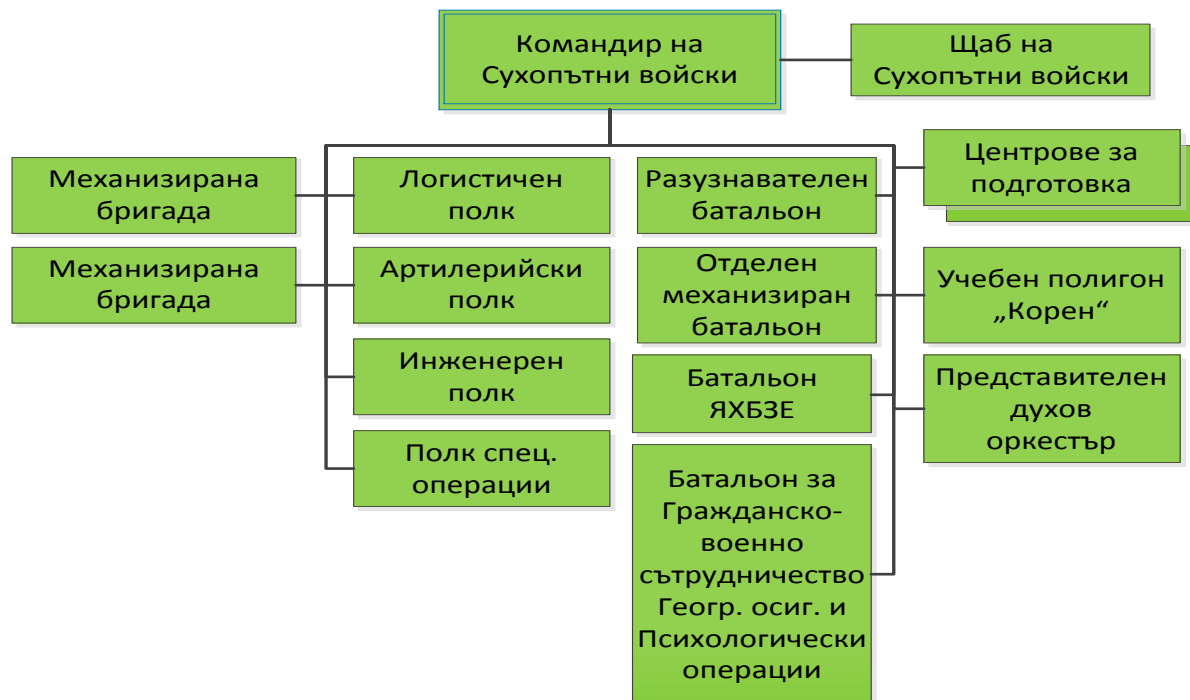 Командир на
Сухопътни войски
Щаб на
Сухопътни войски
Механизирана
бригада
Логистичен
полк
Разузнавателен
батальон
Центрове за
подготовка
Механизирана
бригада
Артилерийски
полк
Отделен
механизиран
батальон
Учебен полигон
„Корен“
Инженерен
полк
Батальон
ЯХБЗЕ
Представителен
духов
оркестър
Полк спец.
операции
Батальон за
Гражданско-
военно
сътрудничество
Геогр. осиг. и
Психологически
операции